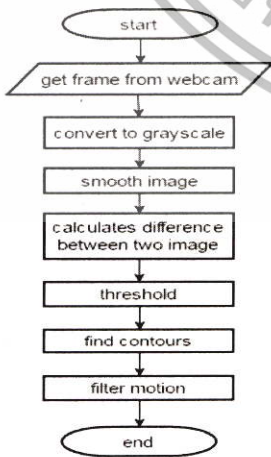 start
get frame from webcam
convert to grayscale
smooth image
calculates difference
between two image
threshold
find contours
filter motion
end